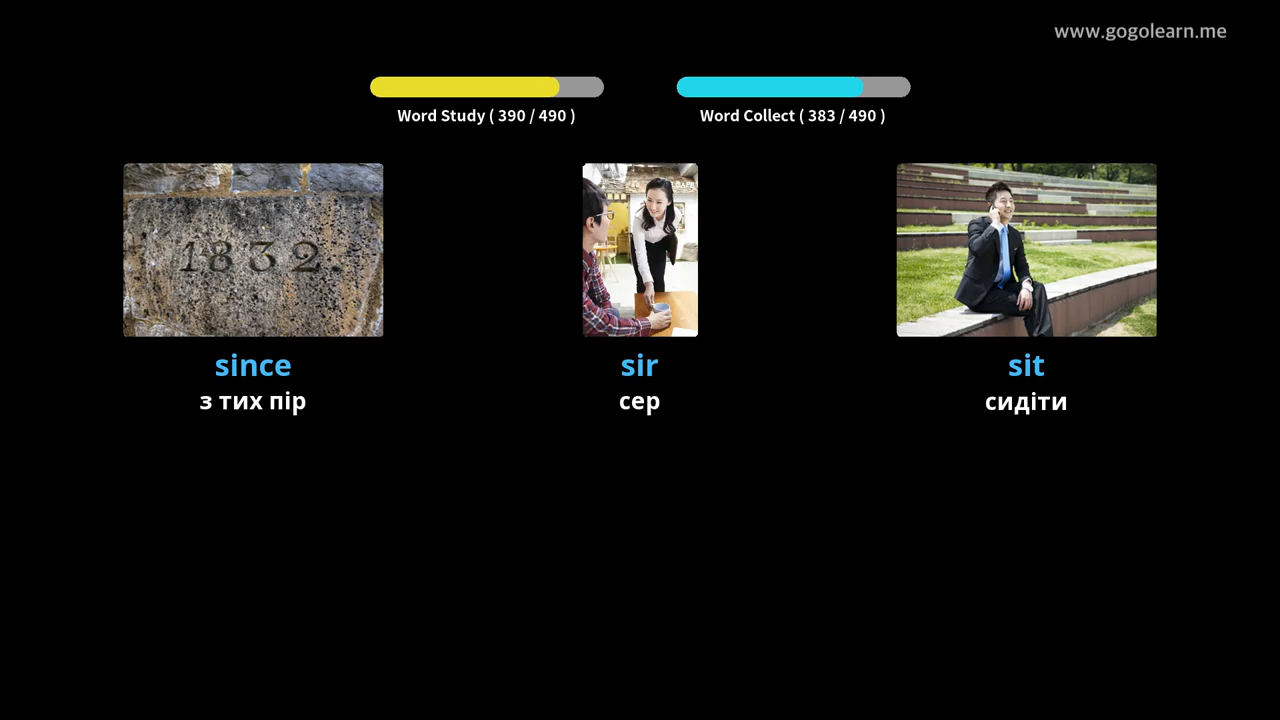 www.gogolearn.me
Word Study ( 390 / 490 )
Word Collect ( 383 / 490 )
1832.
since
з тих пір
sir
сер
sit
сидіти